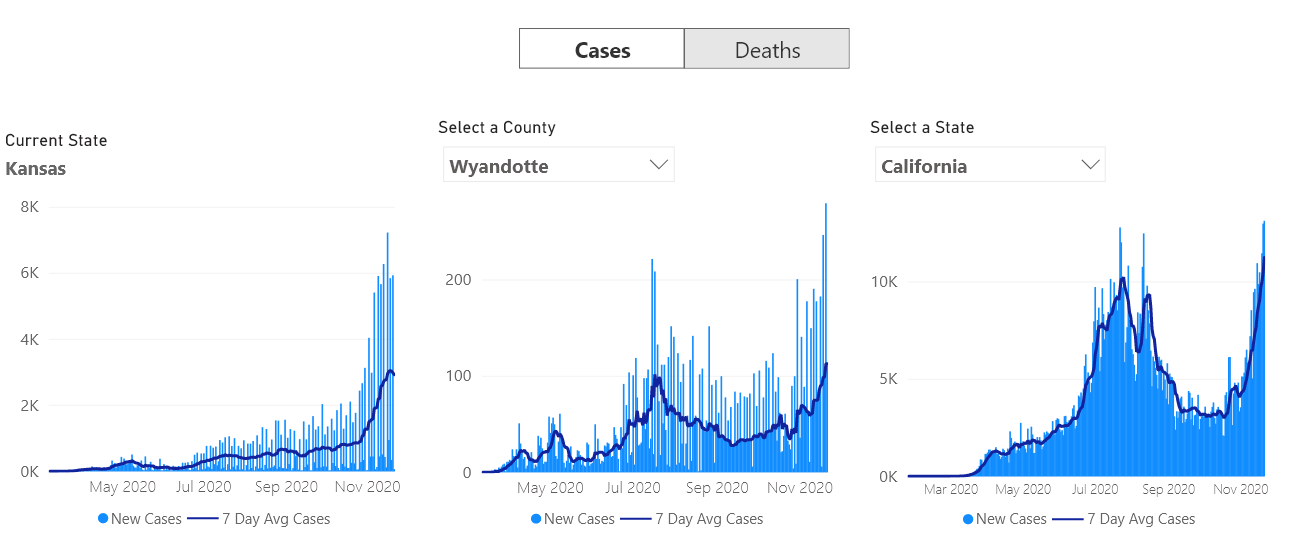 Cases Deaths
Current State
Kansas
8K
6K
4K
2K
0K
May 2020 Jul 2020 Sep 2020 Nov 2020
New Cases 7 Day Avg Cases
Select a County
Wyandotte
200
100
0
May 2020 Jul 2020 Sep 2020 Nov 2020
New Cases 7 Day Avg Cases
Select a State
California
10K
5K
0K
Mar 2020 May 2020 Jul 2020 Sep 2020 Nov 2020
New Cases 7 Day Avg Cases